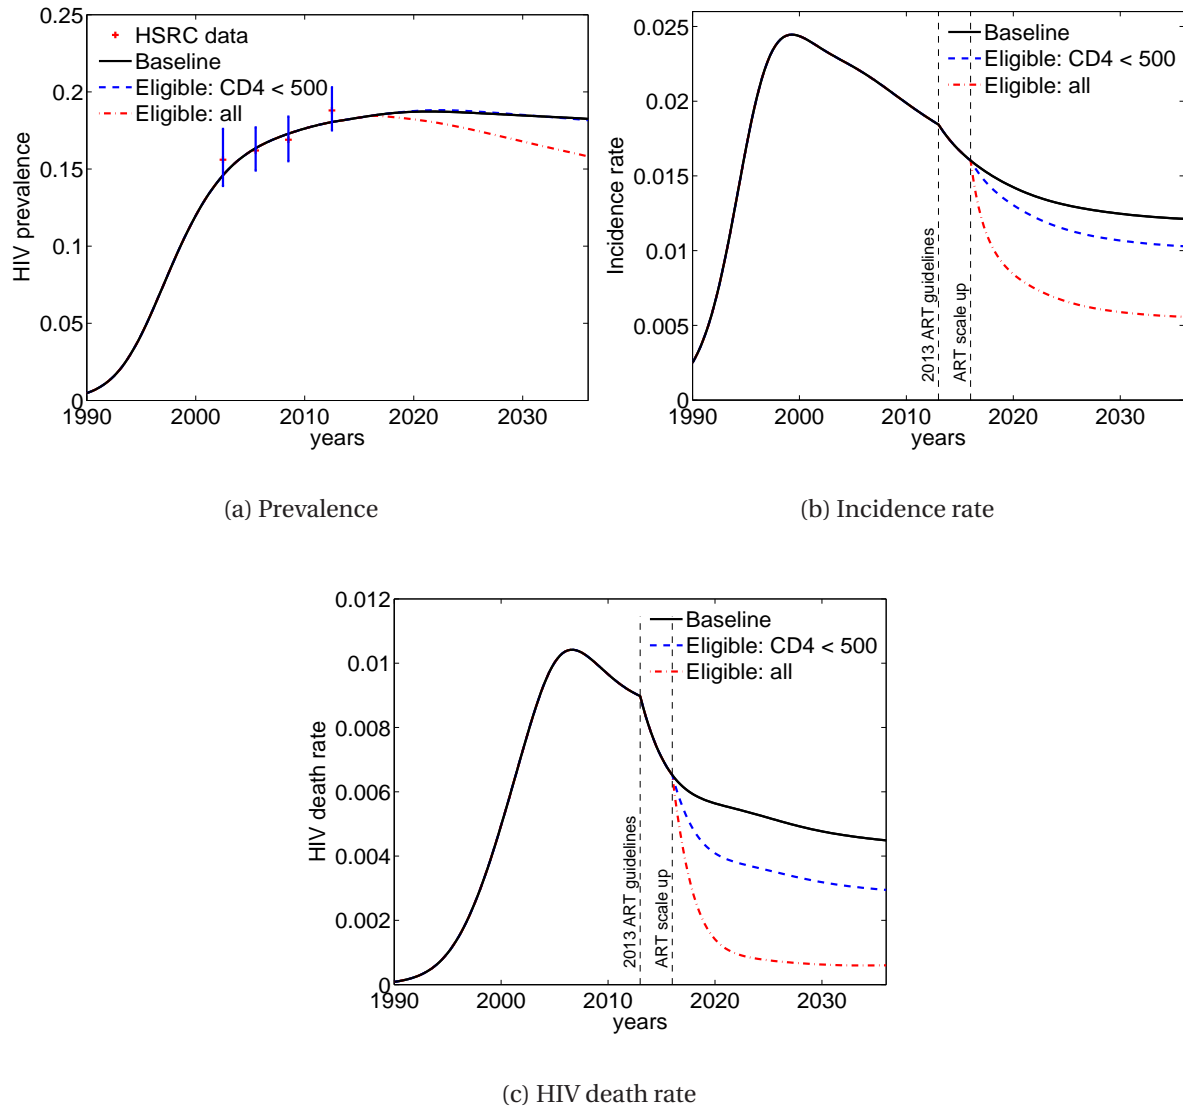 0.25
0.2
0.15
0.1
0.05
0
HIV prevalence
HSRC data
Baseline
Eligible: CD4 < 500
Eligible: all
1990 2000 2010 2020 2030
years
(a) Prevalence
0.025
0.02
0.015
0.01
0.005
0
Incidence rate
Baseline
Eligible: CD4 < 500
Eligible: all
2013 ART guidelines
ART scale up
1990 2000 2010 2020 2030
years
(b) Incidence rate
0.012
0.01
0.008
0.006
0.004
0.002
0
HIV death rate
Baseline
Eligible: CD4 < 500
Eligible: all
2013 ART guidelines
ART scale up
1990 2000 2010 2020 2030
years
(c) HIV death rate